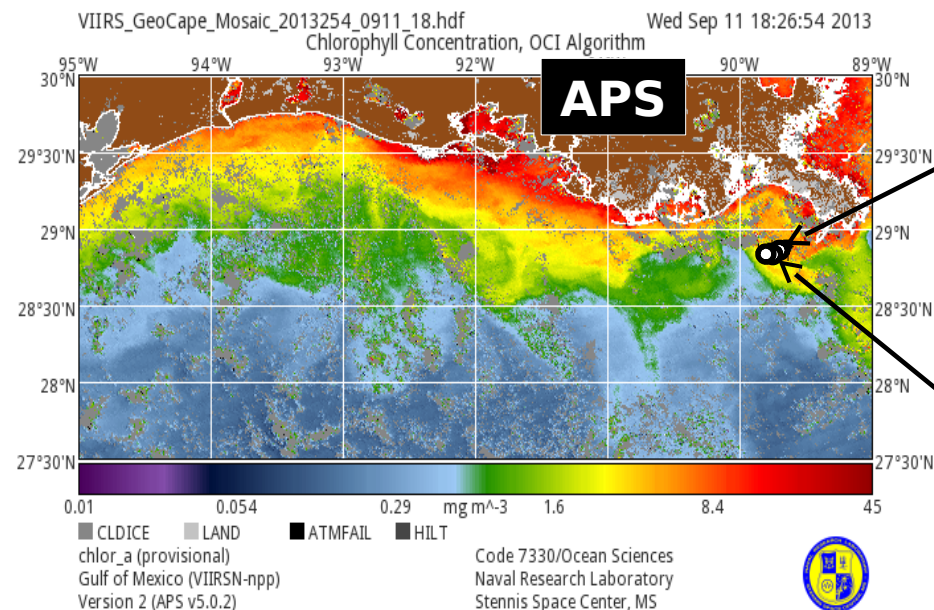 VIIRS_GeoCape_Mosaic_2013254_0911_18.hdf Wed Sep 11 18:26:54 2013
Chlorophyll Concentration, OCI Algorithm
95°W 94°W 93°W 92°W 90°W 89°W
APS
30°N 30°N
29°30'N 29°30'N
29°N 29°N
28°30'N 28°30'N
28°N 28°N
27°30'N 27°30'N
0.01 0.054 0.29 mg m^-3 1.6 8.4 45
CLDICE LAND ATMFAIL HILT
chlor_a (provisional) Code 7330/Ocean Sciences
Gulf of Mexico (VIIRSN-npp) Naval Research Laboratory
Version 2 (APS v5.0.2) Stennis Space Center, MS